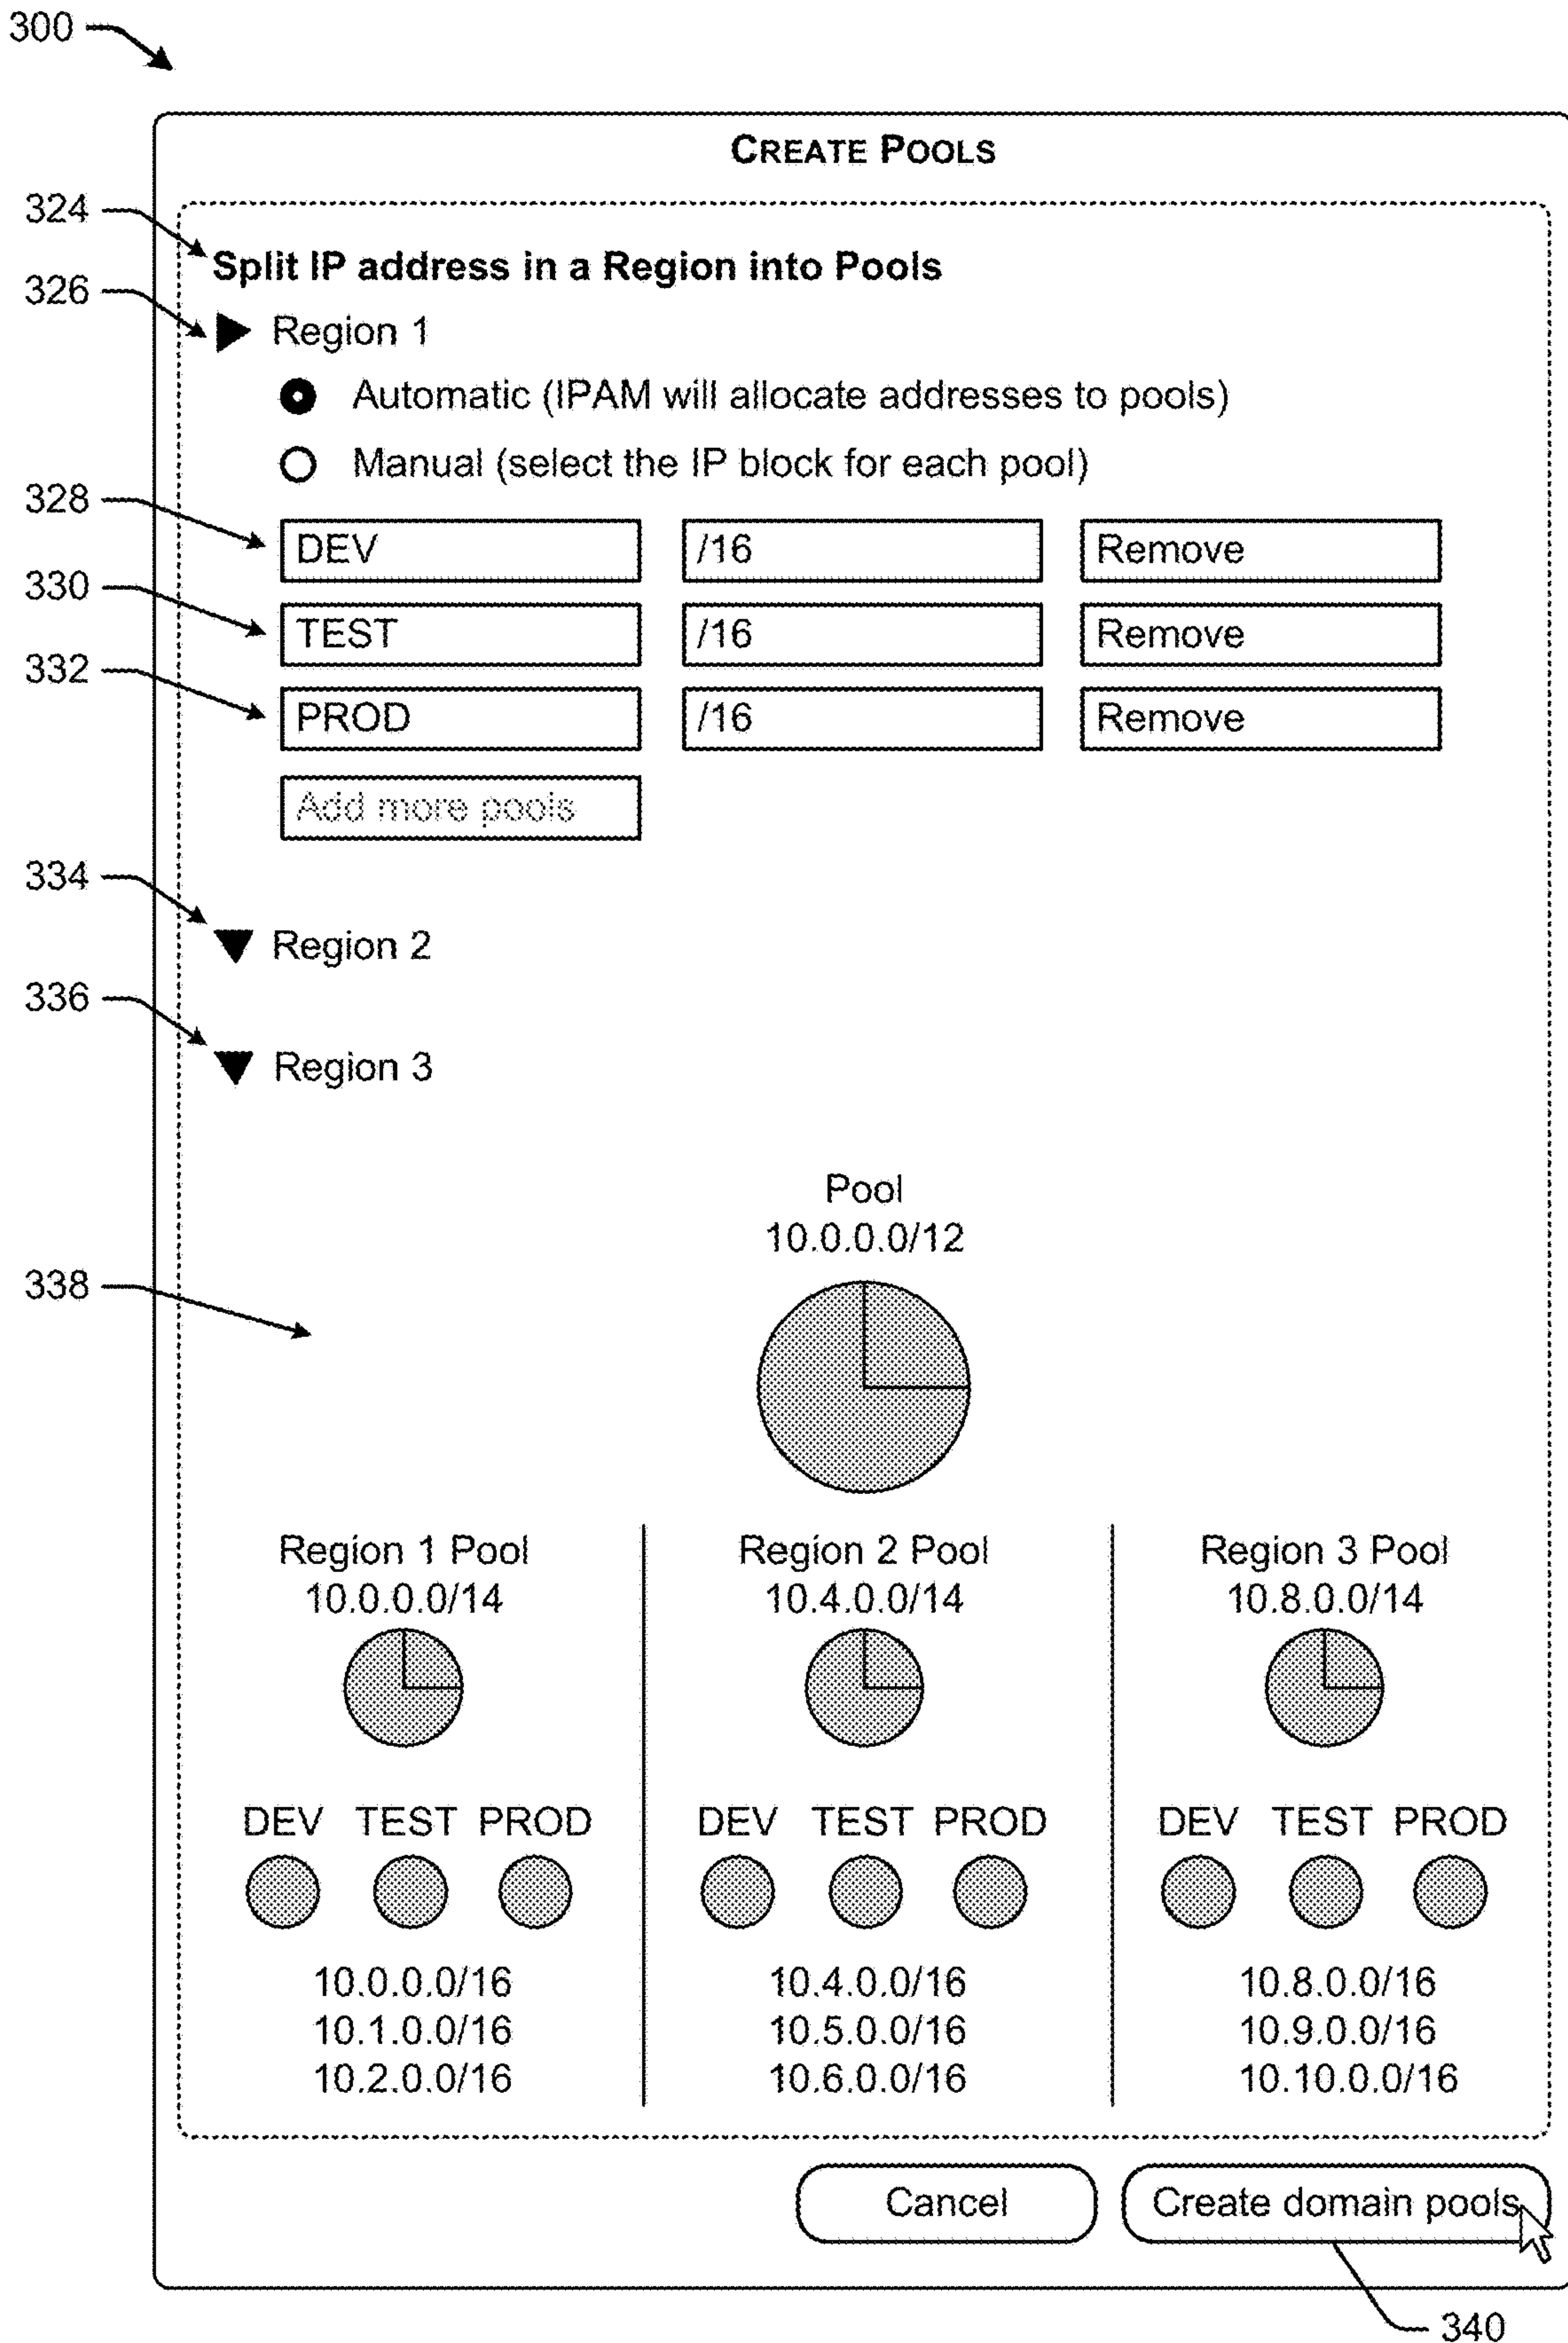 300
CREATE POOLS
324
Split IP address in a Region into Pools
326
Region 1
Automatic (IPAM will allocate addresses to pools)
Manual (select the IP block for each pool)
328
DEV /16 Remove
330
TEST /16 Remove
332
PROD /16 Remove
Add more pools
334
Region 2
336
Region 3
Pool
10.0.0.0/12
338
Region 1 Pool Region 2 Pool Region 3 Pool
10.0.0.0/14 10.4.0.0/14 10.8.0.0/14
DEV TEST PROD DEV TEST PROD DEV TEST PROD
10.0.0.0/16 10.4.0.0/16 10.8.0.0/16
10.1.0.0/16 10.5.0.0/16 10.9.0.0/16
10.2.0.0/16 10.6.0.0/16 10.10.0.0/16
Cancel Create domain pools
340